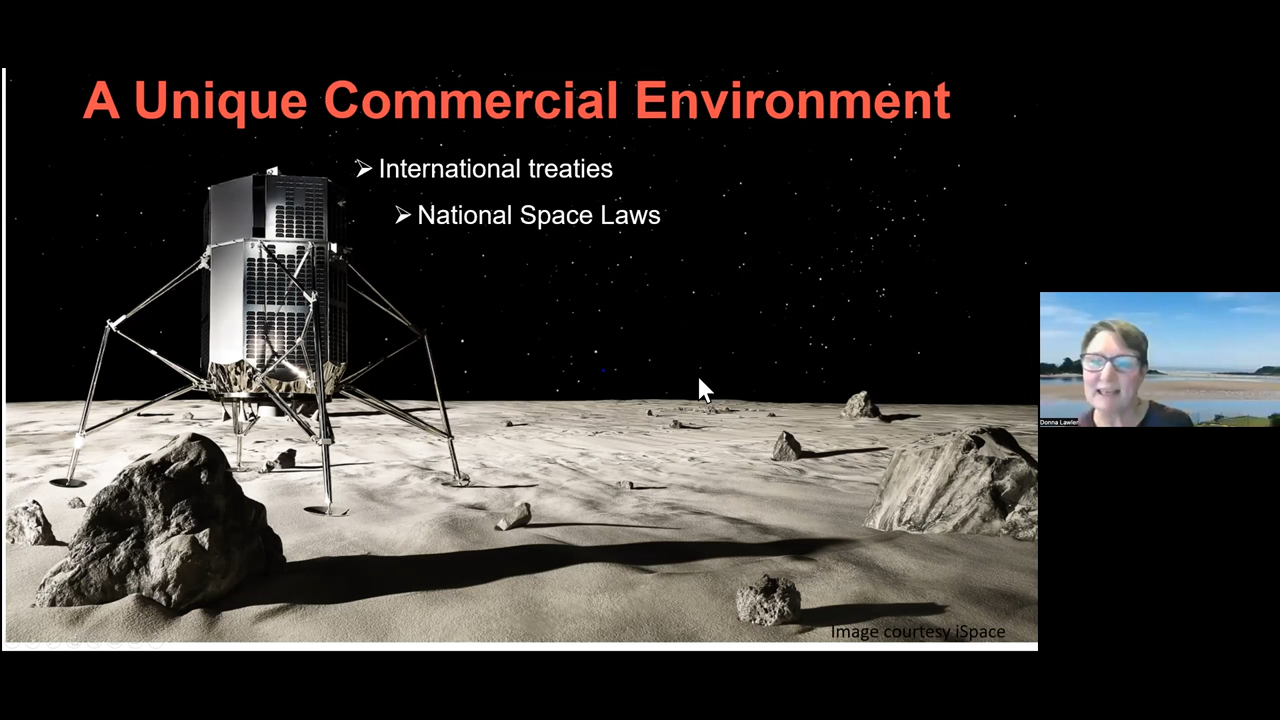 A Unique Commercial Environment
International treaties
National Space Laws
Donna Lawler
Image courtesy iSpace